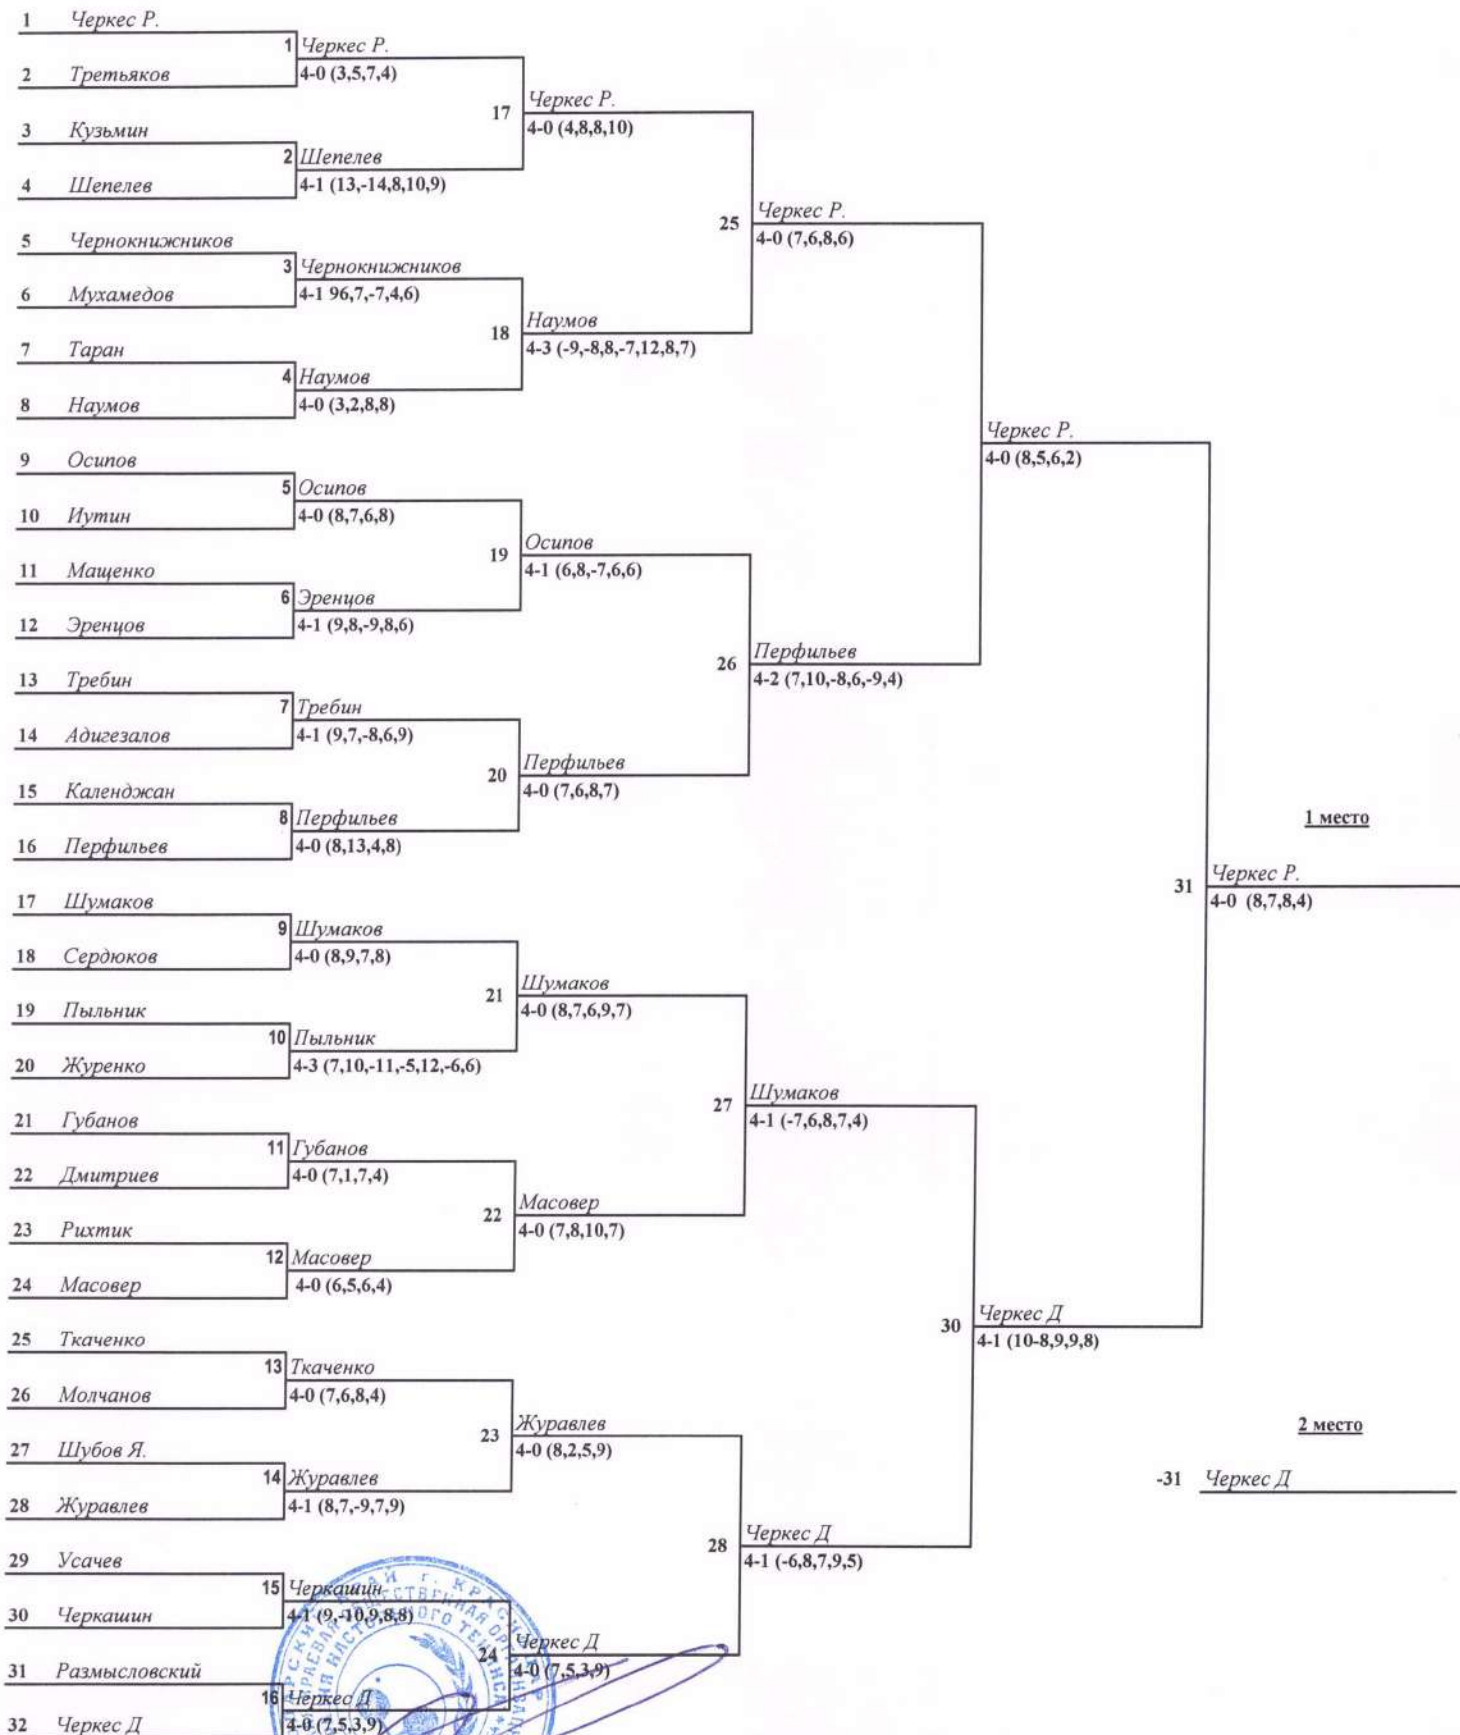 1 Черкес Р.
1 Черкес Р.
2 Третьяков
4-0 (3,5,7,4)
17 Черкес Р.
4-0 (4,8,8,10)
3 Кузьмин
2 Шепелев
4 Шепелев
4-1 (13,-14,8,10,9)
25 Черкес Р.
4-0 (7,6,8,6)
5 Чернокнижников
3 Чернокнижников
6 Мухамедов
4-1 96,7,-7,4,6)
18 Наумов
4-3 (-9,-8,8,-7,12,8,7)
7 Таран
4 Наумов
8 Наумов
4-0 (3,2,8,8)
Черкес Р.
4-0 (8,5,6,2)
9 Осипов
5 Осипов
10 Иутин
4-0 (8,7,6,8)
19 Осипов
4-1 (6,8,-7,6,6)
11 Мащенко
6 Эренцов
12 Эренцов
4-1 (9,8,-9,8,6)
26 Перфильев
4-2 (7,10,-8,6,-9,4)
13 Требин
7 Требин
14 Адигезалов
4-1 (9,7,-8,6,9)
20 Перфильев
4-0 (7,6,8,7)
15 Календжан
8 Перфильев
16 Перфильев
4-0 (8,13,4,8)
1 место
31 Черкес Р.
4-0 (8,7,8,4)
17 Шумаков
9 Шумаков
18 Сердюков
4-0 (8,9,7,8)
21 Шумаков
4-0 (8,7,6,9,7)
19 Пыльник
10 Пыльник
20 Журенко
4-3 (7,10,-11,-5,12,-6,6)
27 Шумаков
4-1 (-7,6,8,7,4)
21 Губанов
11 Губанов
22 Дмитриев
4-0 (7,1,7,4)
22 Масовер
4-0 (7,8,10,7)
23 Рихтик
12 Масовер
24 Масовер
4-0 (6,5,6,4)
30 Черкес Д
4-1 (10-8,9,9,8)
25 Ткаченко
13 Ткаченко
26 Молчанов
4-0 (7,6,8,4)
23 Журавлев
4-0 (8,2,5,9)
2 место
27 Шубов Я.
14 Журавлев
28 Журавлев
4-1 (8,7,-9,7,9)
-31 Черкес Д
28 Черкес Д
4-1 (-6,8,7,9,5)
29 Усачев
15 Черкашин
30 Черкашин
4-1 (9,-10,9,8,8)
24 Черкес Д
4-0 (7,5,3,9)
31 Размысловский
16 Черкес Д
32 Черкес Д
4-0 (7,5,3,9)